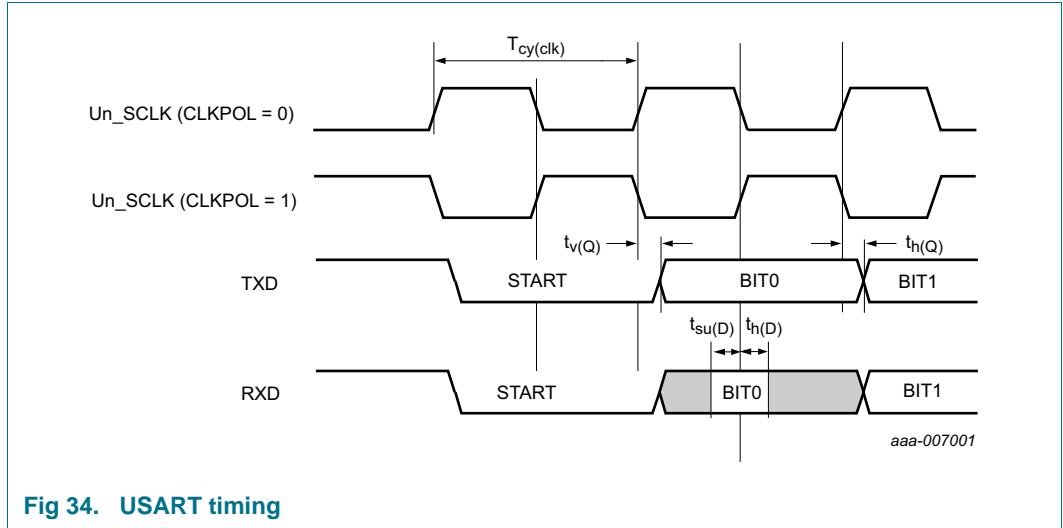 Tcy(clk)
Un_SCLK (CLKPOL = 0)
Un_SCLK (CLKPOL = 1)
tv(Q)
th(Q)
TXD
START
BIT0
BIT1
tsu(D)
th(D)
RXD
START
BIT0
BIT1
aaa-007001
Fig 34. USART timing